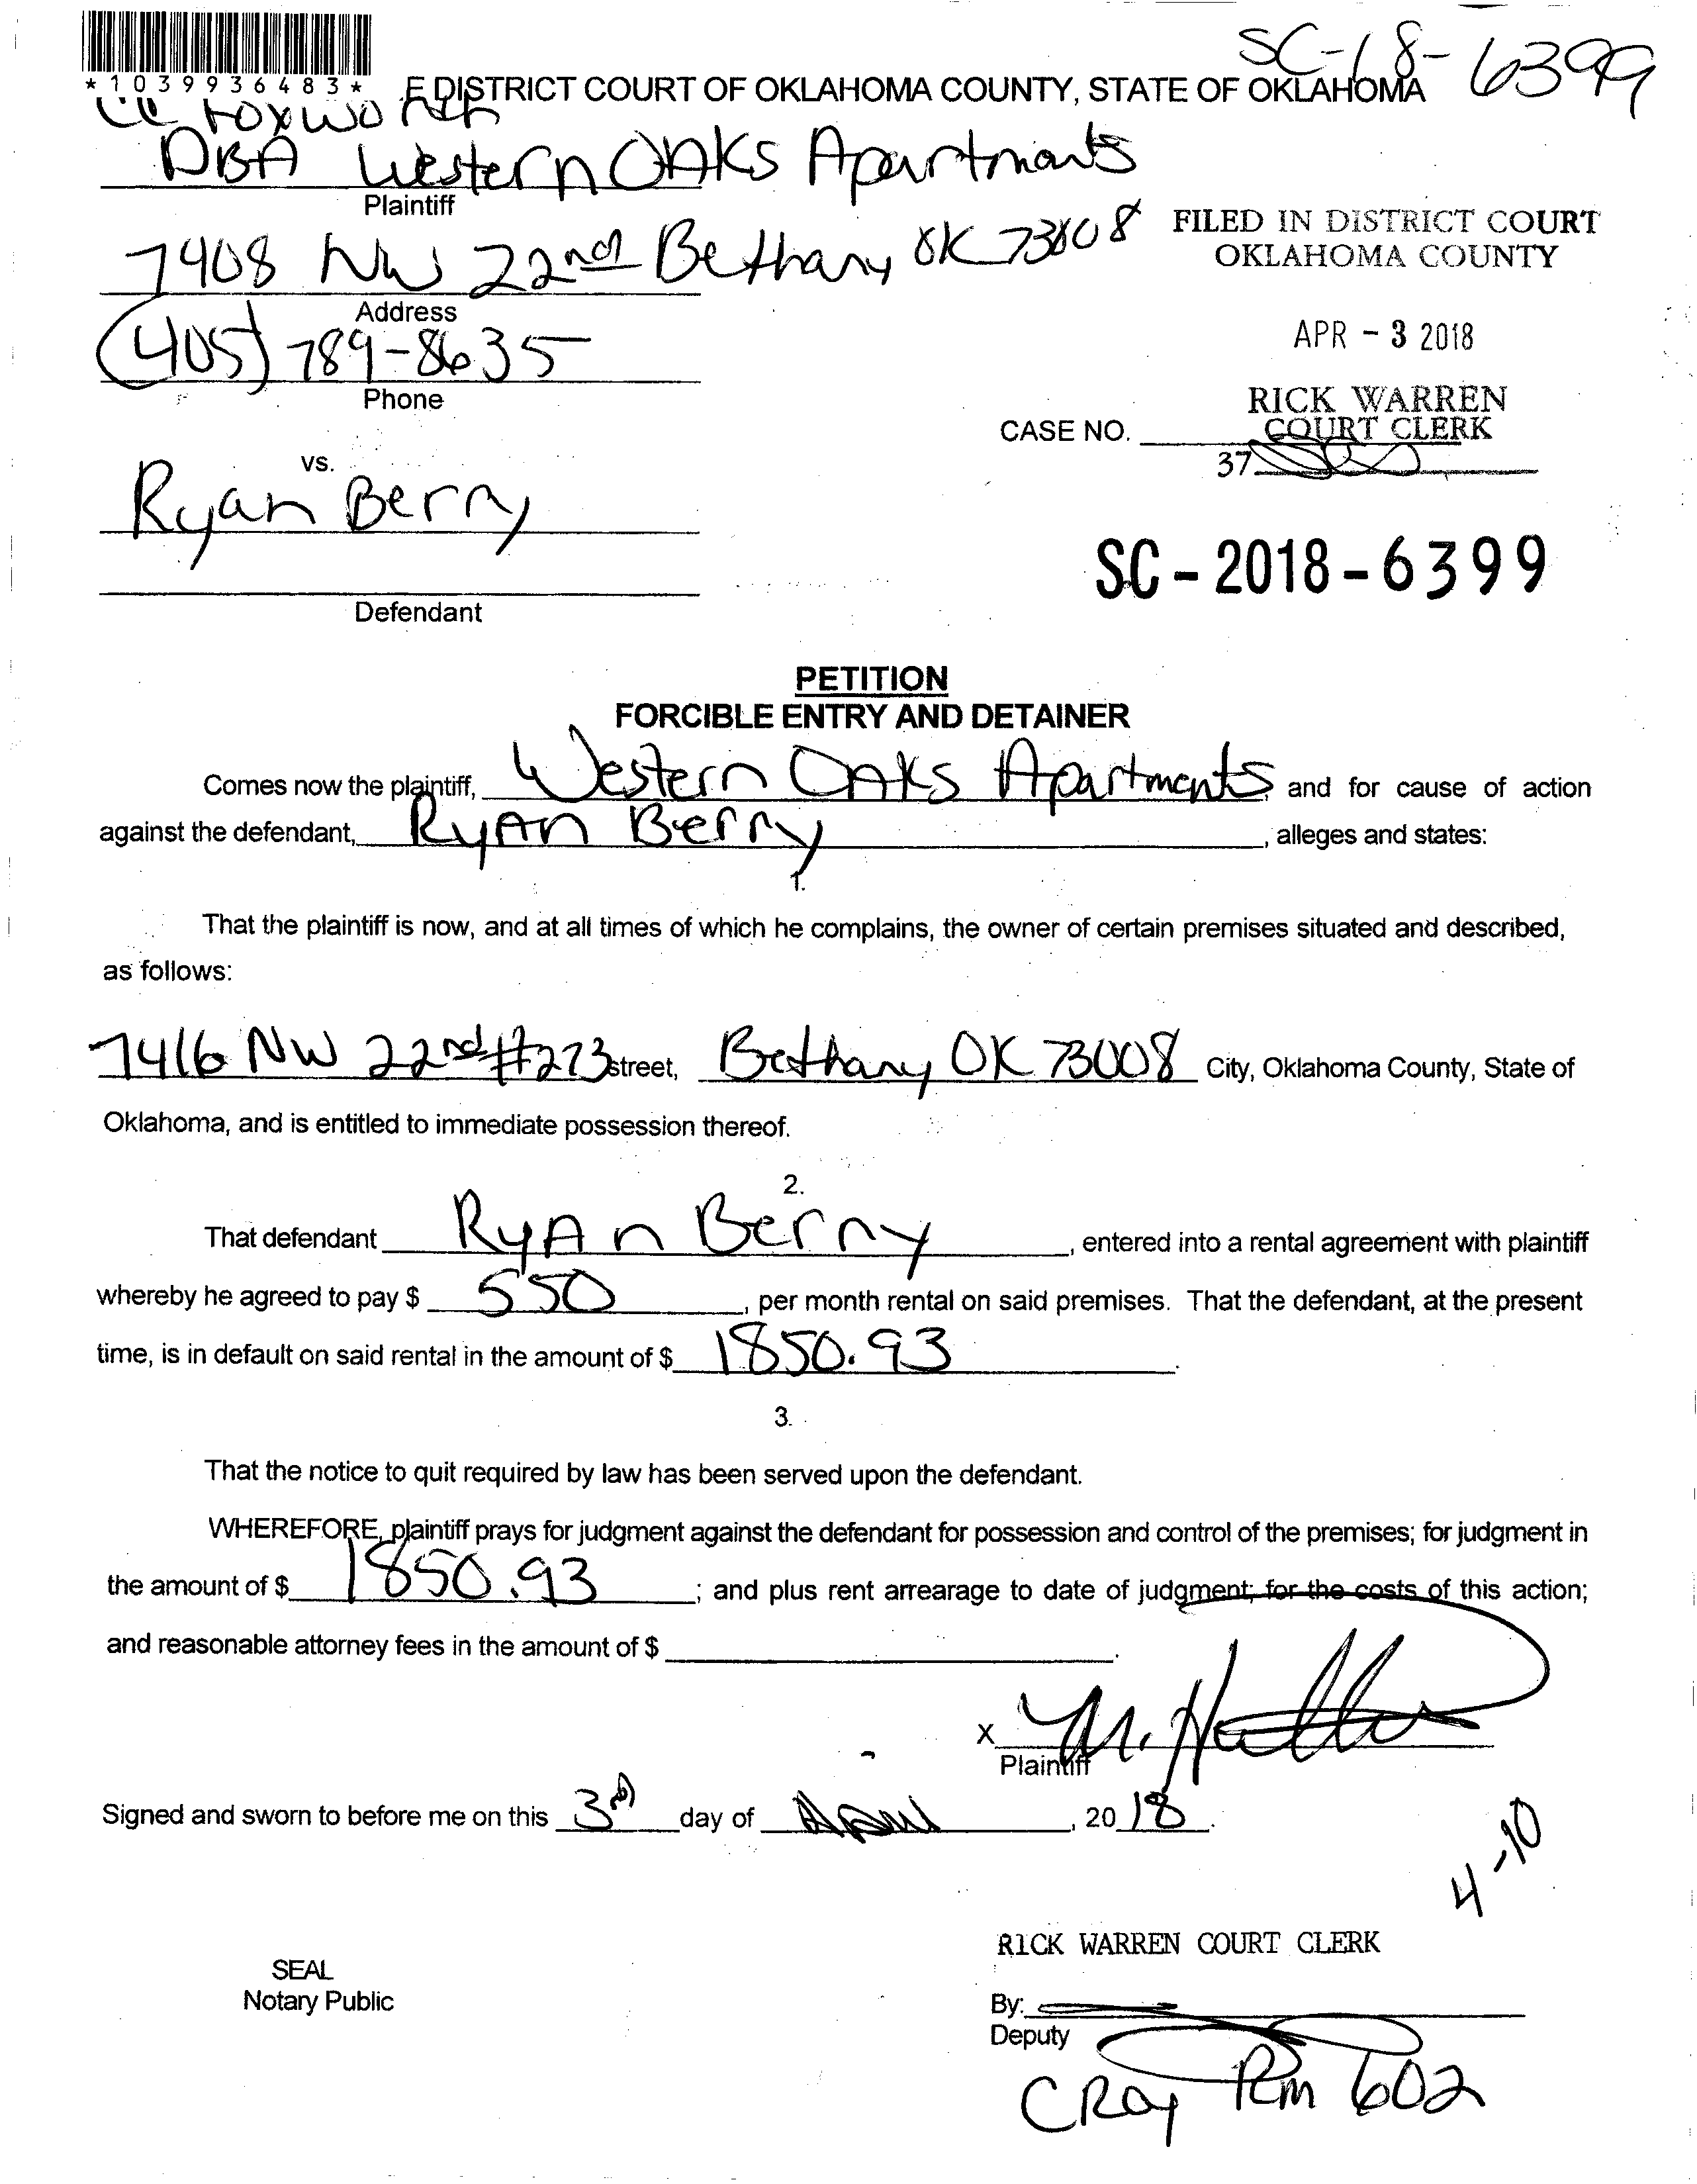 SC-18-6399
*1039936483*
E DISTRICT COURT OF OKLAHOMA COUNTY, STATE OF OKLAHOMA
Foxworth
DBA Western OAKS Apartments
Plaintiff
7408 NW 22nd Bethany OK 73008
Address
(405) 789-8635
Phone
FILED IN DISTRICT COURT
OKLAHOMA COUNTY
APR - 3 2018
RICK WARREN
COURT CLERK
CASE NO.
37
vs.
Ryan Berry
Defendant
SC-2018-6399
PETITION
FORCIBLE ENTRY AND DETAINER
Comes now the plaintiff, Western OAKS Apartments, and for cause of action
against the defendant, RyAn Berry, alleges and states:
1.
That the plaintiff is now, and at all times of which he complains, the owner of certain premises situated and described,
as follows:
7416 NW 22nd #273 street, Bethany OK 73008 City, Oklahoma County, State of
Oklahoma, and is entitled to immediate possession thereof.
2.
That defendant RyAn Berry, entered into a rental agreement with plaintiff
whereby he agreed to pay $ 550, per month rental on said premises. That the defendant, at the present
time, is in default on said rental in the amount of $ 1850.93.
3.
That the notice to quit required by law has been served upon the defendant.
WHEREFORE, plaintiff prays for judgment against the defendant for possession and control of the premises; for judgment in
the amount of $ 1850.93; and plus rent arrearage to date of judgment; for the costs of this action;
and reasonable attorney fees in the amount of $ .
X M.
Plaintiff
Signed and sworn to before me on this 3rd day of April, 2018.
4-10
RICK WARREN COURT CLERK
SEAL
Notary Public
By:
Deputy
CRay Rm 602